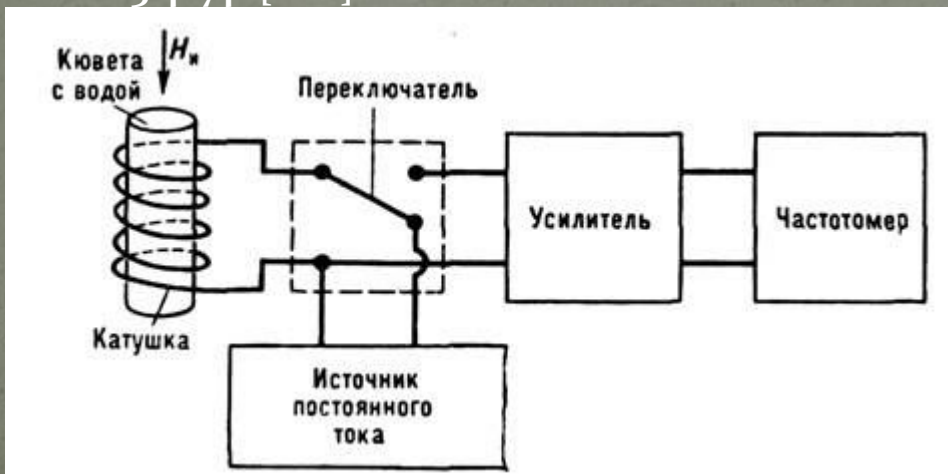 Кювета
с водой
Hи
Переключатель
Усилитель
Частотомер
Катушка
Источник
постоянного
тока